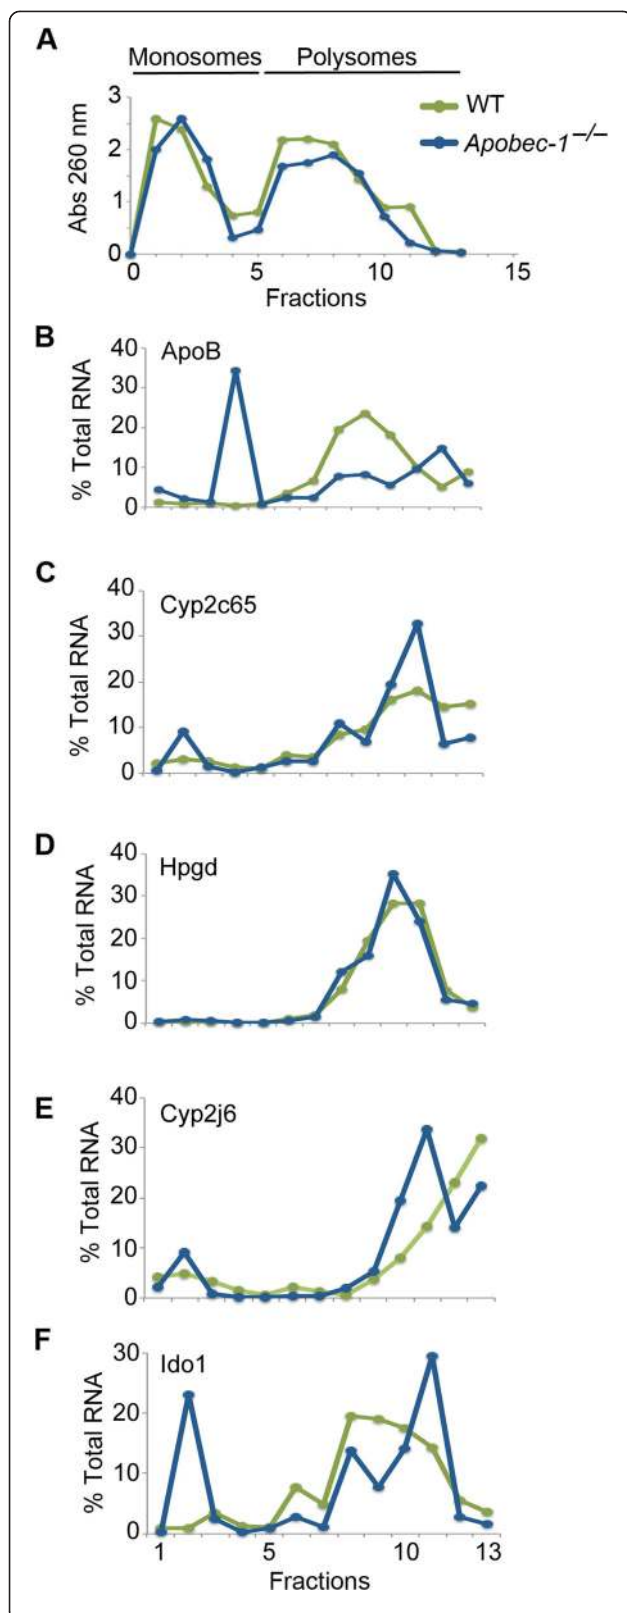 A
Monosomes Polysomes
Abs 260 nm
3
2
1
0
WT
Apobec-1−/−
0 5 10 15
Fractions
B
ApoB
% Total RNA
40
30
20
10
0
C
Cyp2c65
% Total RNA
40
30
20
10
0
D
Hpgd
% Total RNA
40
30
20
10
0
E
Cyp2j6
% Total RNA
40
30
20
10
0
F
Ido1
% Total RNA
30
20
10
0
1 5 10 13
Fractions